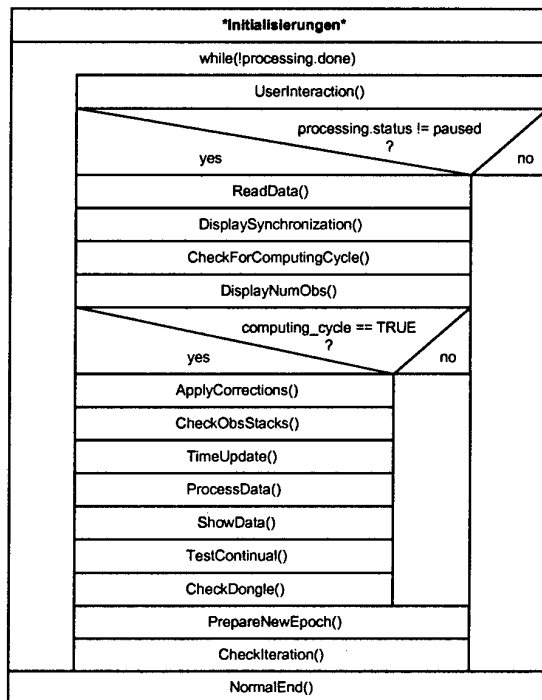 *Initialisierungen*
while(!processing.done)
UserInteraction()
processing.status != paused
?
yes
no
ReadData()
DisplaySynchronization()
CheckForComputingCycle()
DisplayNumObs()
computing_cycle == TRUE
?
yes
no
ApplyCorrections()
CheckObsStacks()
TimeUpdate()
ProcessData()
ShowData()
TestContinual()
CheckDongle()
PrepareNewEpoch()
CheckIteration()
NormalEnd()